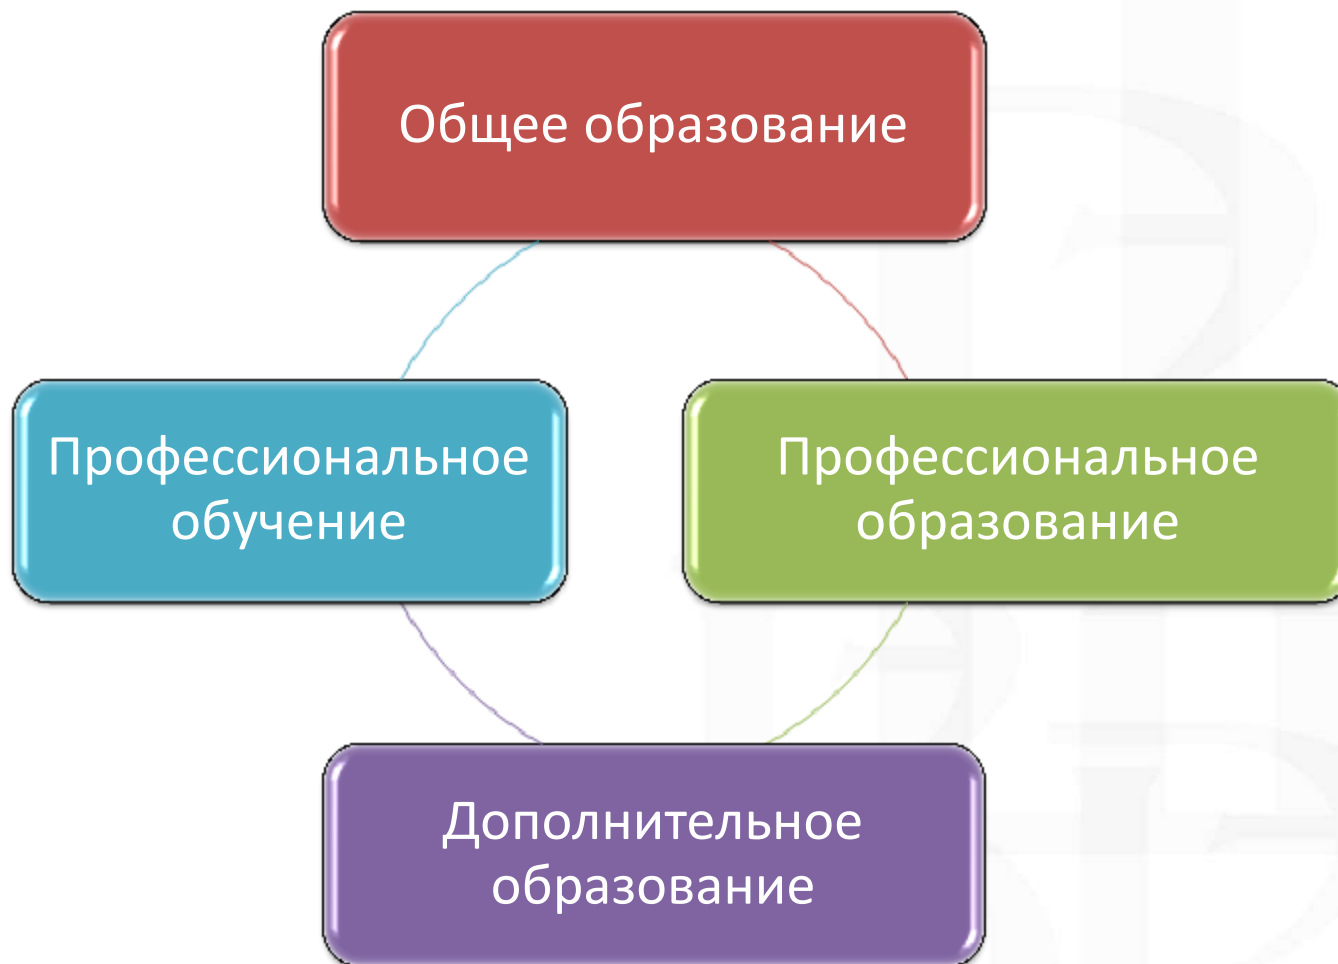 Общее образование
Профессиональное
обучение
Профессиональное
образование
Дополнительное
образование